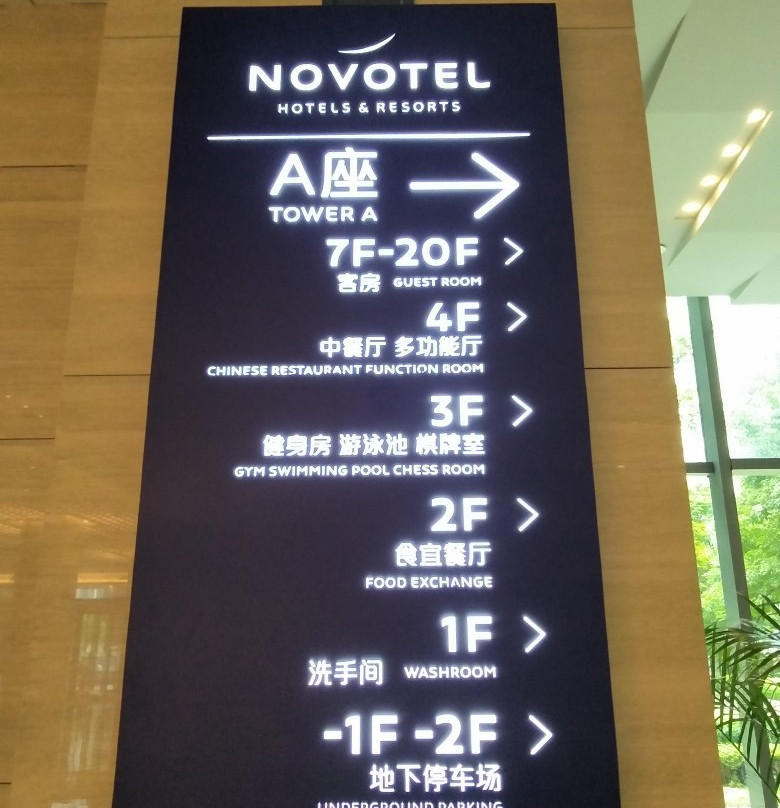 NOVOTEL
HOTELS & RESORTS
A座
TOWER A
7F-20F
客房 GUEST ROOM
4F
中餐厅 多功能厅
CHINESE RESTAURANT FUNCTION ROOM
3F
健身房 游泳池 棋牌室
GYM SWIMMING POOL CHESS ROOM
2F
食宜餐厅
FOOD EXCHANGE
1F
洗手间 WASHROOM
-1F -2F
地下停车场
UNDERGROUND PARKING